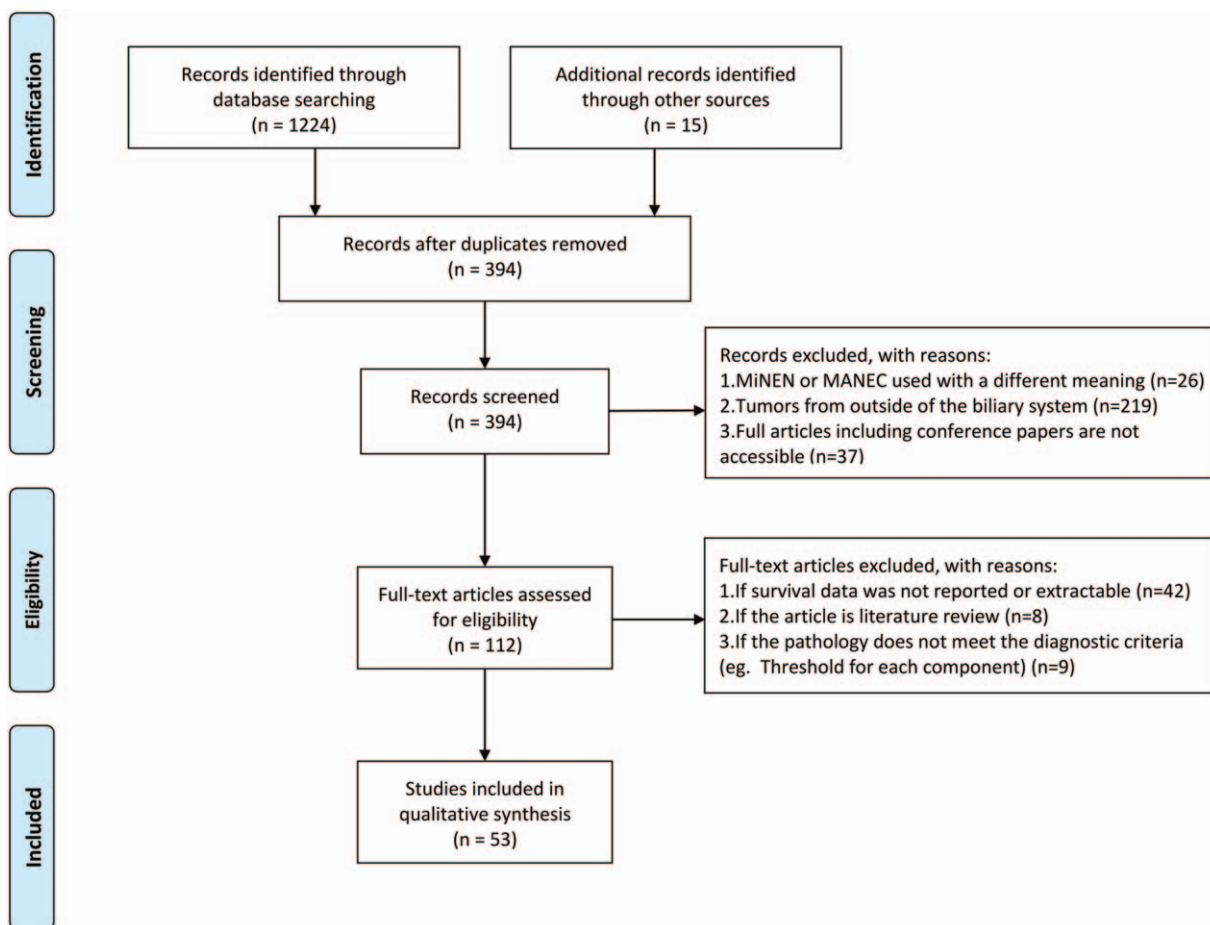 Identification
Records identified through
database searching
(n = 1224)
Additional records identified
through other sources
(n = 15)
Records after duplicates removed
(n = 394)
Screening
Records screened
(n = 394)
Records excluded, with reasons:
1.MiNEN or MANEC used with a different meaning (n=26)
2.Tumors from outside of the biliary system (n=219)
3.Full articles including conference papers are not
accessible (n=37)
Eligibility
Full-text articles assessed
for eligibility
(n = 112)
Full-text articles excluded, with reasons:
1.If survival data was not reported or extractable (n=42)
2.If the article is literature review (n=8)
3.If the pathology does not meet the diagnostic criteria
(eg. Threshold for each component) (n=9)
Included
Studies included in
qualitative synthesis
(n = 53)